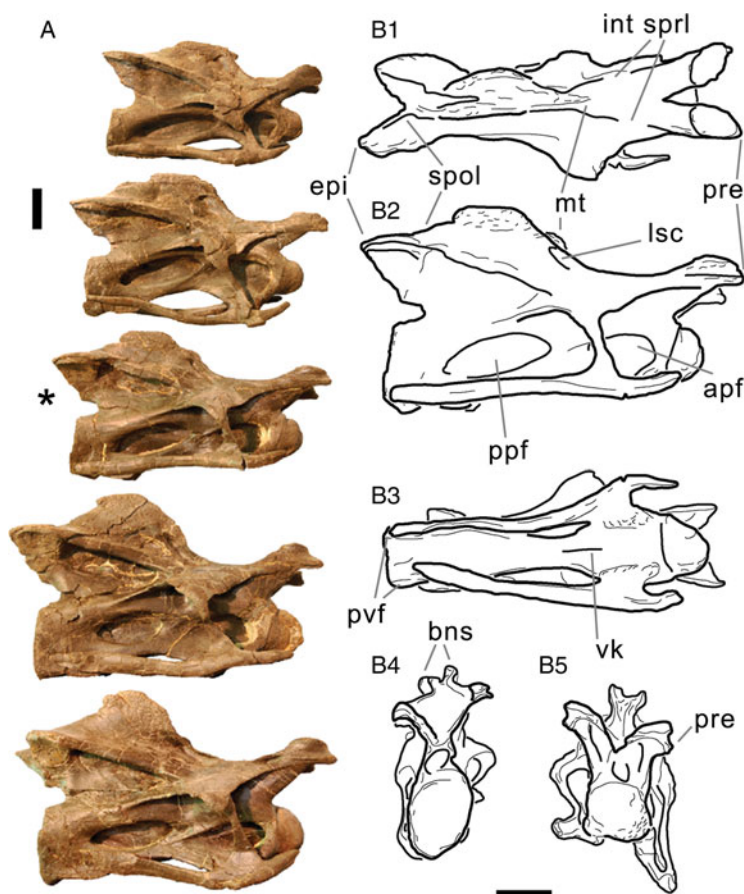 A
B1
int sprl
epi
spol
mt
pre
B2
lsc
*
ppf
apf
B3
pvf
vk
bns
B4
B5
pre